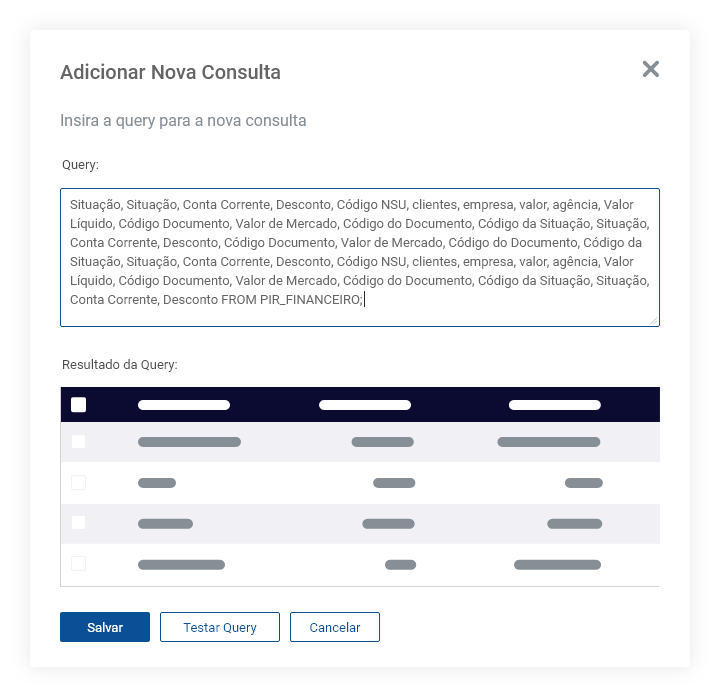 Adicionar Nova Consulta
Insira a query para a nova consulta
Query:
Situação, Situação, Conta Corrente, Desconto, Código NSU, clientes, empresa, valor, agência, Valor
Líquido, Código Documento, Valor de Mercado, Código do Documento, Código da Situação, Situação,
Conta Corrente, Desconto, Código Documento, Valor de Mercado, Código do Documento, Código da
Situação, Situação, Conta Corrente, Desconto, Código NSU, clientes, empresa, valor, agência, Valor
Líquido, Código Documento, Valor de Mercado, Código do Documento, Código da Situação, Situação,
Conta Corrente, Desconto FROM PIR_FINANCEIRO;
Resultado da Query:
Salvar
Testar Query
Cancelar